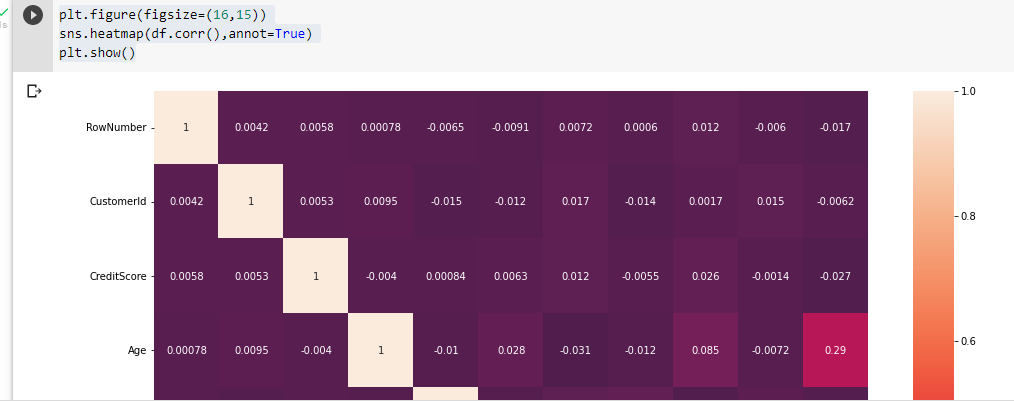 plt.figure(figsize=(16,15))
sns.heatmap(df.corr(),annot=True)
plt.show()
1.0
RowNumber 1 0.0042 0.0058 0.00078 -0.0065 -0.0091 0.0072 0.0006 0.012 -0.006 -0.017
CustomerId 0.0042 1 0.0053 0.0095 -0.015 -0.012 0.017 -0.014 0.0017 0.015 -0.0062
0.8
CreditScore 0.0058 0.0053 1 -0.004 0.00084 0.0063 0.012 -0.0055 0.026 -0.0014 -0.027
0.6
Age 0.00078 0.0095 -0.004 1 -0.01 0.028 -0.031 -0.012 0.085 -0.0072 0.29